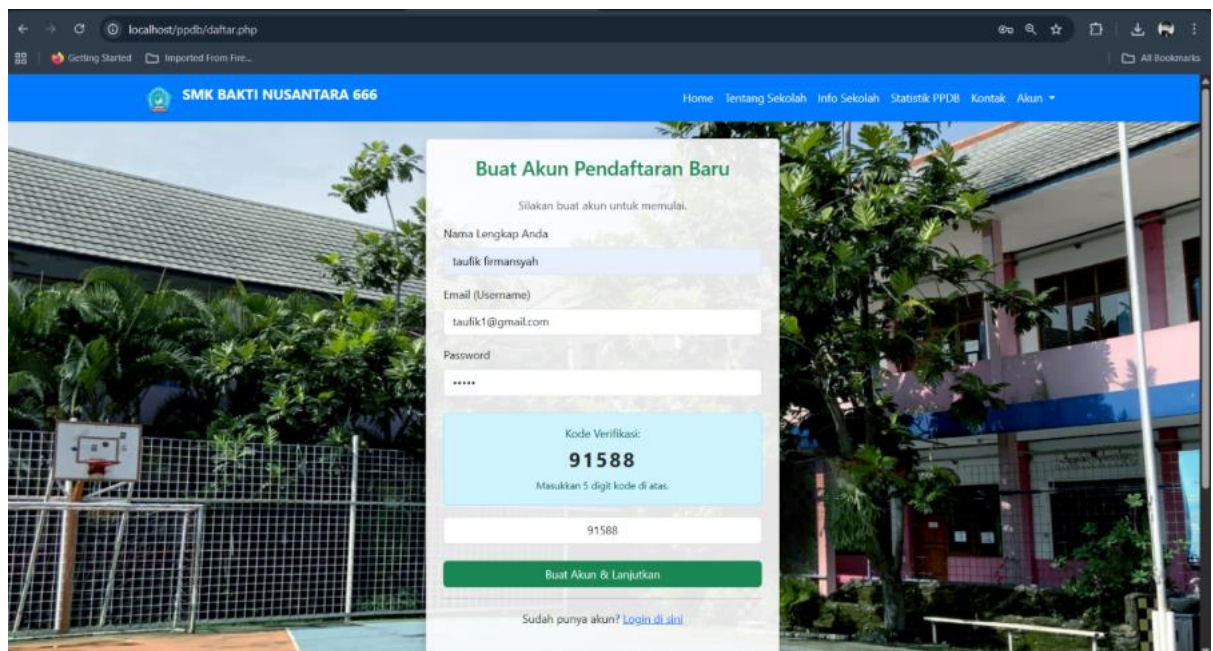 localhost/ppdb/daftar.php
Getting Started Imported From Fire... All Bookmarks
SMK BAKTI NUSANTARA 666
Home Tentang Sekolah Info Sekolah Statistik PPDB Kontak Akun
Buat Akun Pendaftaran Baru
Silakan buat akun untuk memulai.
Nama Lengkap Anda
taufik firmansyah
Email (Username)
taufik1@gmail.com
Password
•••••
Kode Verifikasi:
91588
Masukkan 5 digit kode di atas.
91588
Buat Akun & Lanjutkan
Sudah punya akun? Login di sini